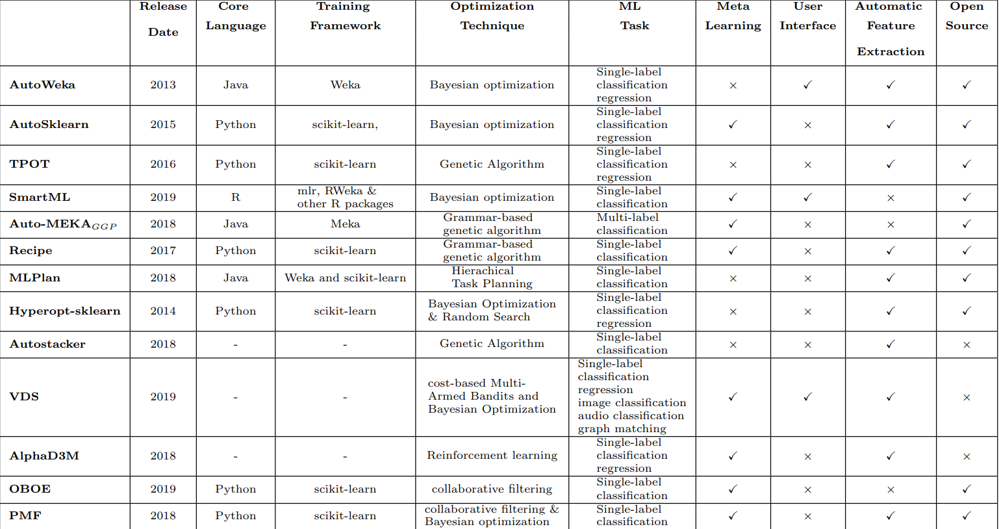 Release
Date
Core
Language
Training
Framework
Optimization
Technique
ML
Task
Meta
Learning
User
Interface
Automatic
Feature
Extraction
Open
Source
AutoWeka
2013
Java
Weka
Bayesian optimization
Single-label
classification
regression
× ✓ ✓ ✓
AutoSklearn
2015
Python
scikit-learn,
Bayesian optimization
Single-label
classification
regression
✓ × ✓ ✓
TPOT
2016
Python
scikit-learn
Genetic Algorithm
Single-label
classification
regression
× × ✓ ✓
SmartML
2019
R
mlr, RWeka &
other R packages
Bayesian optimization
Single-label
classification
✓ ✓ × ✓
Auto-MEKA_GGP
2018
Java
Meka
Grammar-based
genetic algorithm
Multi-label
classification
✓ × × ✓
Recipe
2017
Python
scikit-learn
Grammar-based
genetic algorithm
Single-label
classification
✓ × ✓ ✓
MLPlan
2018
Java
Weka and scikit-learn
Hierachical
Task Planning
Single-label
classification
× × ✓ ✓
Hyperopt-sklearn
2014
Python
scikit-learn
Bayesian Optimization
& Random Search
Single-label
classification
regression
× × ✓ ✓
Autostacker
2018
-
-
Genetic Algorithm
Single-label
classification
× × ✓ ×
VDS
2019
-
-
cost-based Multi-
Armed Bandits and
Bayesian Optimization
Single-label
classification
regression
image classification
audio classification
graph matching
✓ ✓ ✓ ×
AlphaD3M
2018
-
-
Reinforcement learning
Single-label
classification
regression
✓ × ✓ ×
OBOE
2019
Python
scikit-learn
collaborative filtering
Single-label
classification
✓ × × ✓
PMF
2018
Python
scikit-learn
collaborative filtering &
Bayesian optimization
Single-label
classification
✓ × ✓ ✓